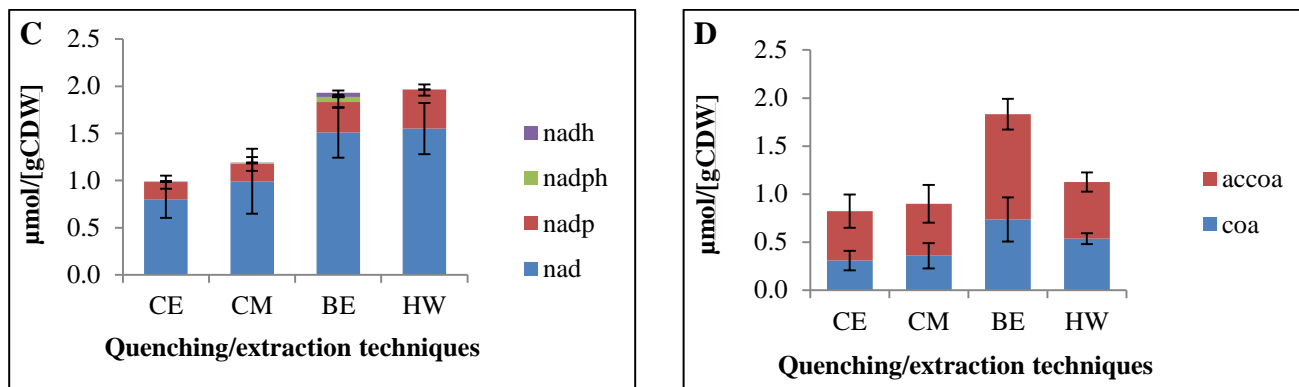 C
2.5
2.0
1.5
1.0
0.5
0.0
µmol/[gCDW]
CE CM BE HW
Quenching/extraction techniques
nadh
nadph
nadp
nad
D
2.5
2.0
1.5
1.0
0.5
0.0
µmol/[gCDW]
CE CM BE HW
Quenching/extraction techniques
accoa
coa